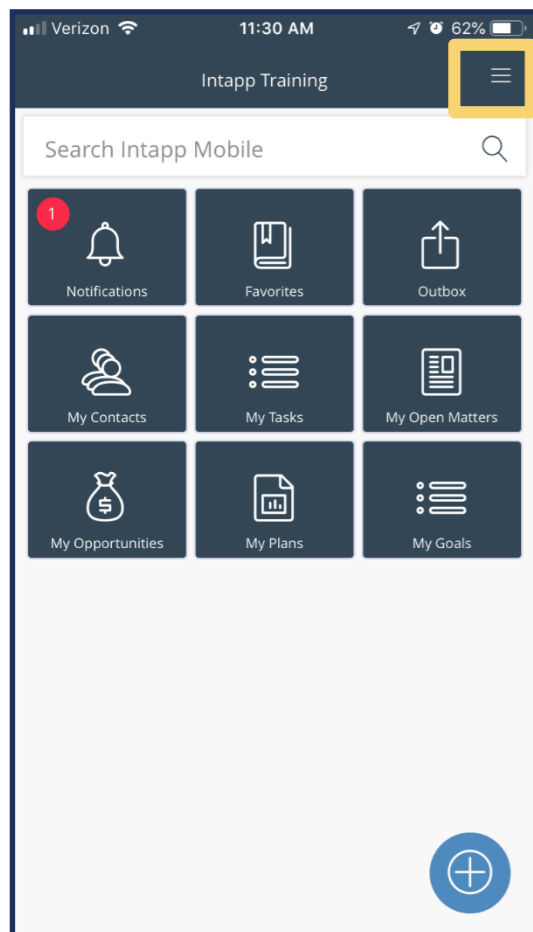 Verizon 11:30 AM 62%
Intapp Training
Search Intapp Mobile
1
Notifications Favorites Outbox
My Contacts My Tasks My Open Matters
$
My Opportunities My Plans My Goals